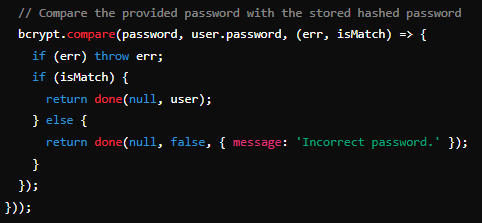 // Compare the provided password with the stored hashed password
bcrypt.compare(password, user.password, (err, isMatch) => {
if (err) throw err;
if (isMatch) {
return done(null, user);
} else {
return done(null, false, { message: 'Incorrect password.' });
}
});
}));